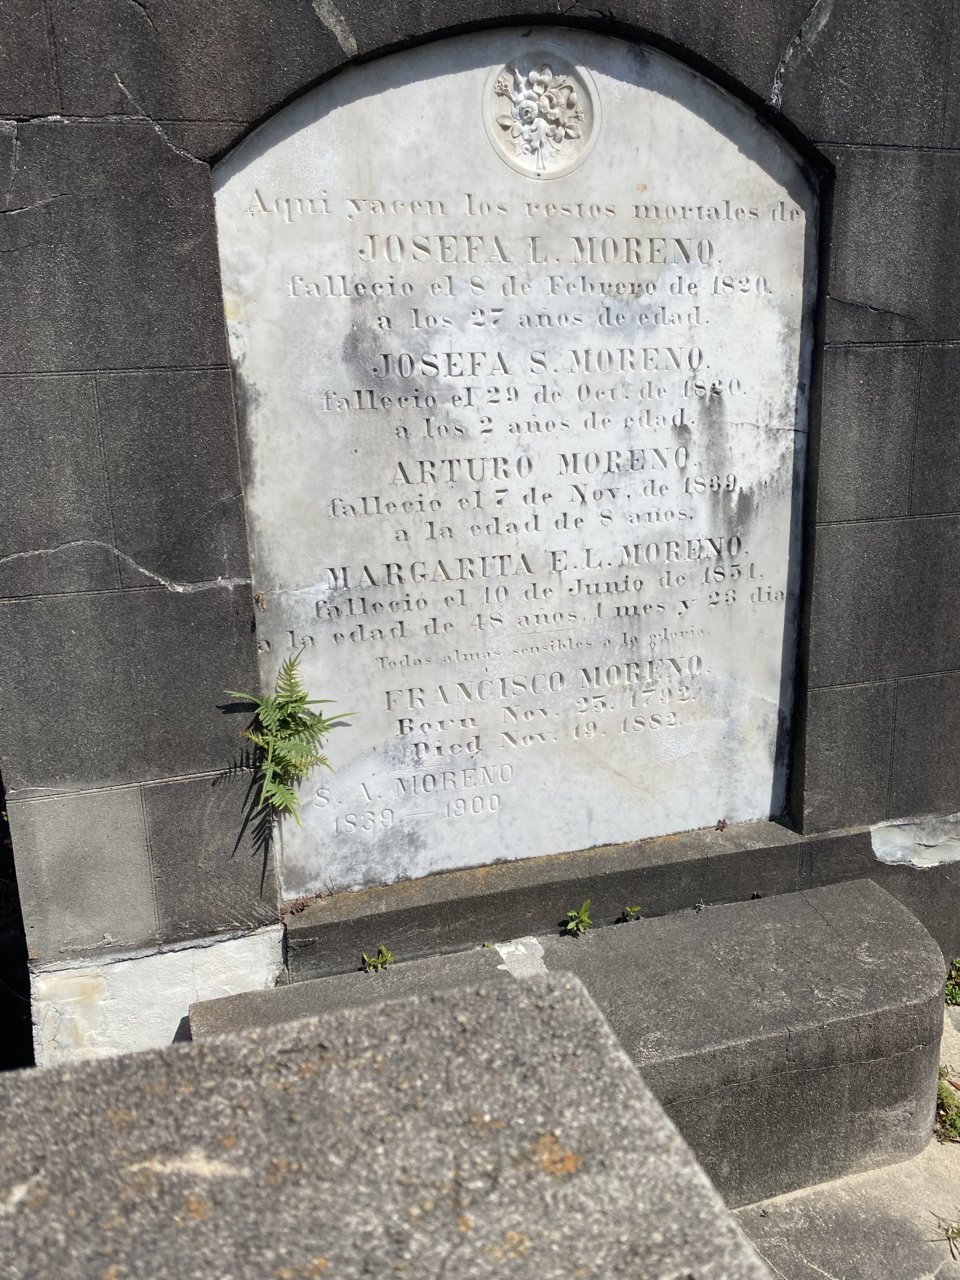 Aqui yacen los restos mortales de
JOSEFA L. MORENO.
fallecio el 8 de Febrero de 1820.
a los 27 años de edad.
JOSEFA S. MORENO.
fallecio el 29 de Oct. de 1820.
a los 2 años de edad.
ARTURO MORENO.
fallecio el 7 de Nov. de 1839.
a la edad de 8 años.
MARGARITA E. L. MORENO.
fallecio el 10 de Junio de 1851.
a la edad de 48 años, 1 mes y 23 dia
Todas almas sensibles a la gloria.
FRANCISCO MORENO.
Born Nov. 25. 1792.
Died Nov. 19. 1882.
S. A. MORENO
1839 — 1900